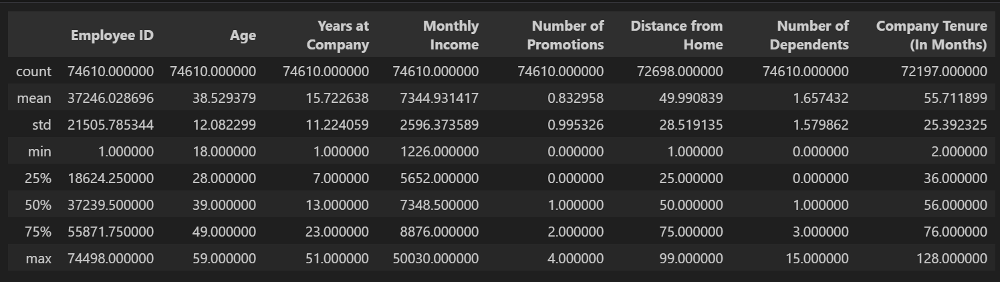 Employee ID Age Years at Company Monthly Income Number of Promotions Distance from Home Number of Dependents Company Tenure (In Months)
count 74610.000000 74610.000000 74610.000000 74610.000000 74610.000000 72698.000000 74610.000000 72197.000000
mean 37246.028696 38.529379 15.722638 7344.931417 0.832958 49.990839 1.657432 55.711899
std 21505.785344 12.082299 11.224059 2596.373589 0.995326 28.519135 1.579862 25.392325
min 1.000000 18.000000 1.000000 1226.000000 0.000000 1.000000 0.000000 2.000000
25% 18624.250000 28.000000 7.000000 5652.000000 0.000000 25.000000 0.000000 36.000000
50% 37239.500000 39.000000 13.000000 7348.500000 1.000000 50.000000 1.000000 56.000000
75% 55871.750000 49.000000 23.000000 8876.000000 2.000000 75.000000 3.000000 76.000000
max 74498.000000 59.000000 51.000000 50030.000000 4.000000 99.000000 15.000000 128.000000